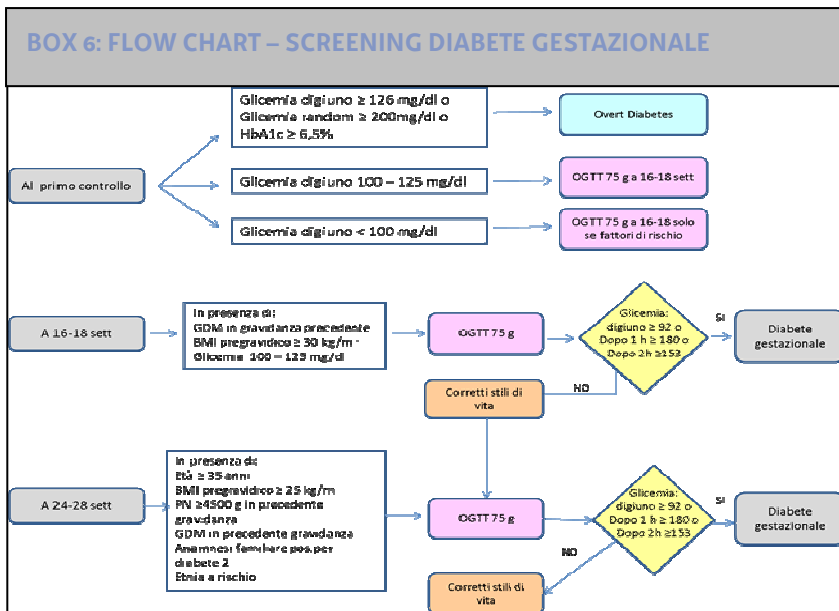 BOX 6: FLOW CHART – SCREENING DIABETE GESTAZIONALE
Glicemia digiuno ≥ 126 mg/dl o
Glicemia random ≥ 200mg/dl o
HbA1c ≥ 6,5%
Overt Diabetes
Al primo controllo
Glicemia digiuno 100 – 125 mg/dl
OGTT 75 g a 16-18 sett
Glicemia digiuno < 100 mg/dl
OGTT 75 g a 16-18 solo
se fattori di rischio
A 16-18 sett
In presenza di:
GDM in gravidanza precedente
BMI pregravidico ≥ 30 kg/m
Glicemia 100 – 125 mg/dl
OGTT 75 g
Glicemia:
digiuno ≥ 92 o
Dopo 1 h ≥ 180 o
Dopo 2h ≥153
SI
Diabete
gestazionale
NO
Corretti stili di
vita
A 24-28 sett
In presenza di:
Età ≥ 35 anni
BMI pregravidico ≥ 25 kg/m
PN ≥4500 g in precedente
gravidanza
GDM in precedente gravidanza
Anamnesi familiare pos per
diabete 2
Etnia a rischio
OGTT 75 g
Glicemia:
digiuno ≥ 92 o
Dopo 1 h ≥ 180 o
Dopo 2h ≥153
SI
Diabete
gestazionale
NO
Corretti stili di
vita